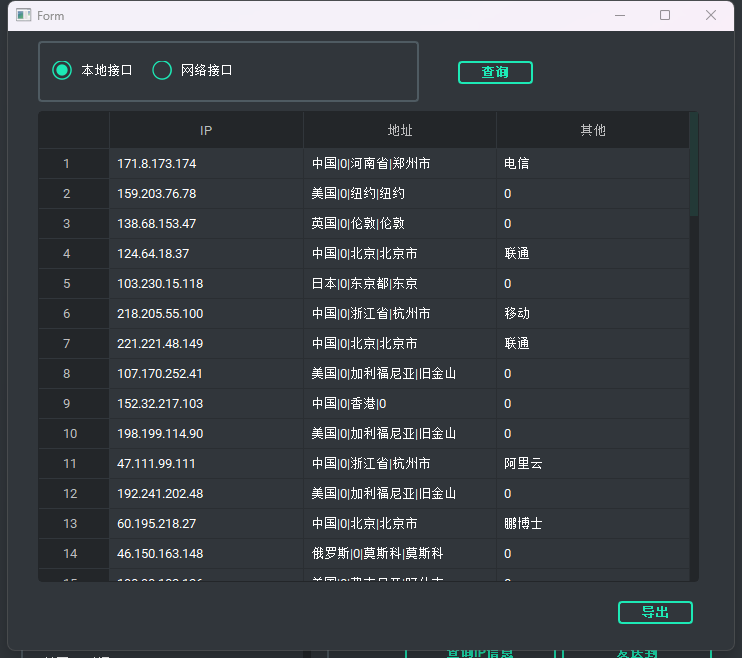 Form
本地接口 网络接口 查询
IP 地址 其他
1 171.8.173.174 中国|0|河南省|郑州市 电信
2 159.203.76.78 美国|0|纽约|纽约 0
3 138.68.153.47 英国|0|伦敦|伦敦 0
4 124.64.18.37 中国|0|北京|北京市 联通
5 103.230.15.118 日本|0|东京都|东京 0
6 218.205.55.100 中国|0|浙江省|杭州市 移动
7 221.221.48.149 中国|0|北京|北京市 联通
8 107.170.252.41 美国|0|加利福尼亚|旧金山 0
9 152.32.217.103 中国|0|香港|0 0
10 198.199.114.90 美国|0|加利福尼亚|旧金山 0
11 47.111.99.111 中国|0|浙江省|杭州市 阿里云
12 192.241.202.48 美国|0|加利福尼亚|旧金山 0
13 60.195.218.27 中国|0|北京|北京市 鹏博士
14 46.150.163.148 俄罗斯|0|莫斯科|莫斯科 0
导出
查询IP信息